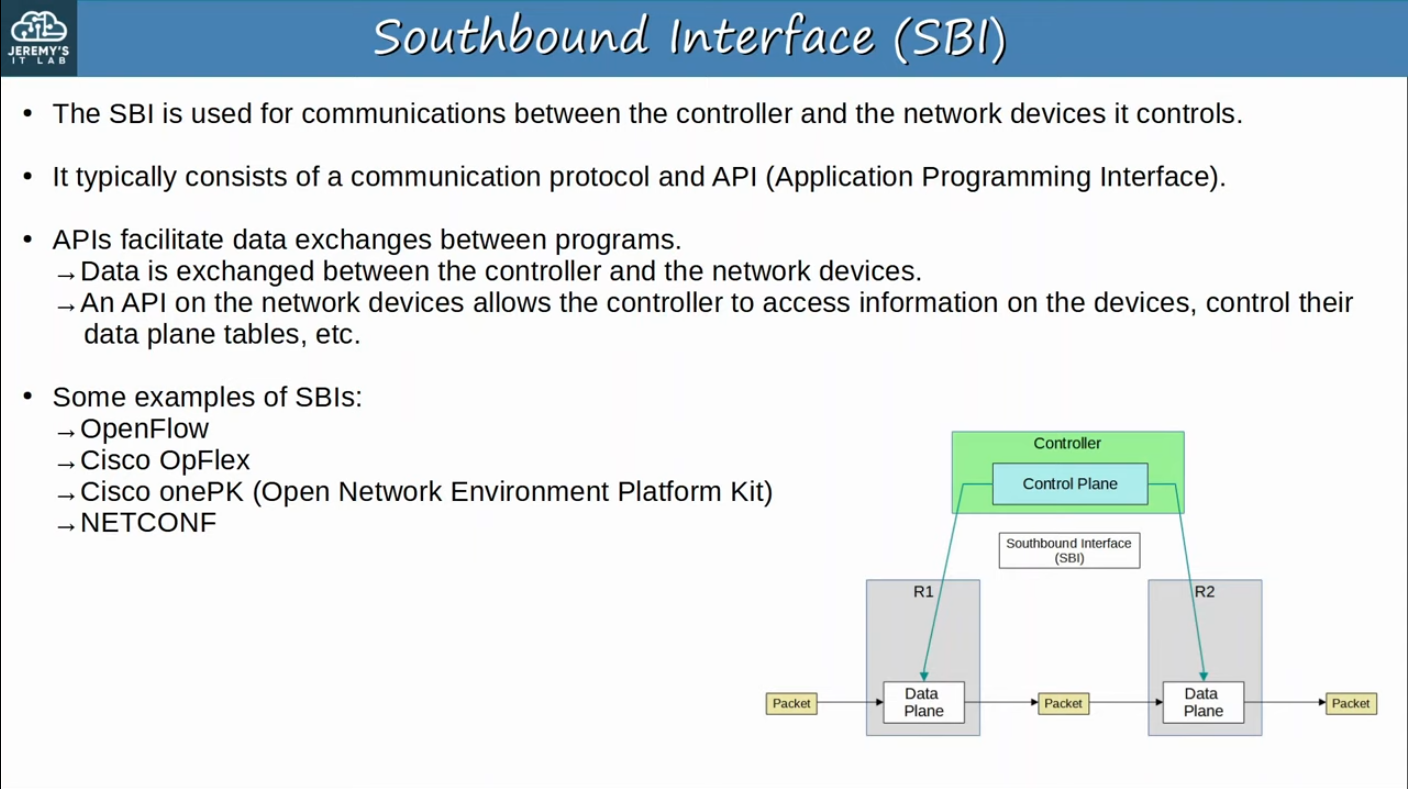 JEREMY'S
IT LAB
Southbound Interface (SBI)
• The SBI is used for communications between the controller and the network devices it controls.
• It typically consists of a communication protocol and API (Application Programming Interface).
• APIs facilitate data exchanges between programs.
→Data is exchanged between the controller and the network devices.
→An API on the network devices allows the controller to access information on the devices, control their
data plane tables, etc.
• Some examples of SBIs:
→OpenFlow
→Cisco OpFlex
→Cisco onePK (Open Network Environment Platform Kit)
→NETCONF
Controller
Control Plane
Southbound Interface
(SBI)
R1
R2
Packet
Data
Plane
Packet
Data
Plane
Packet